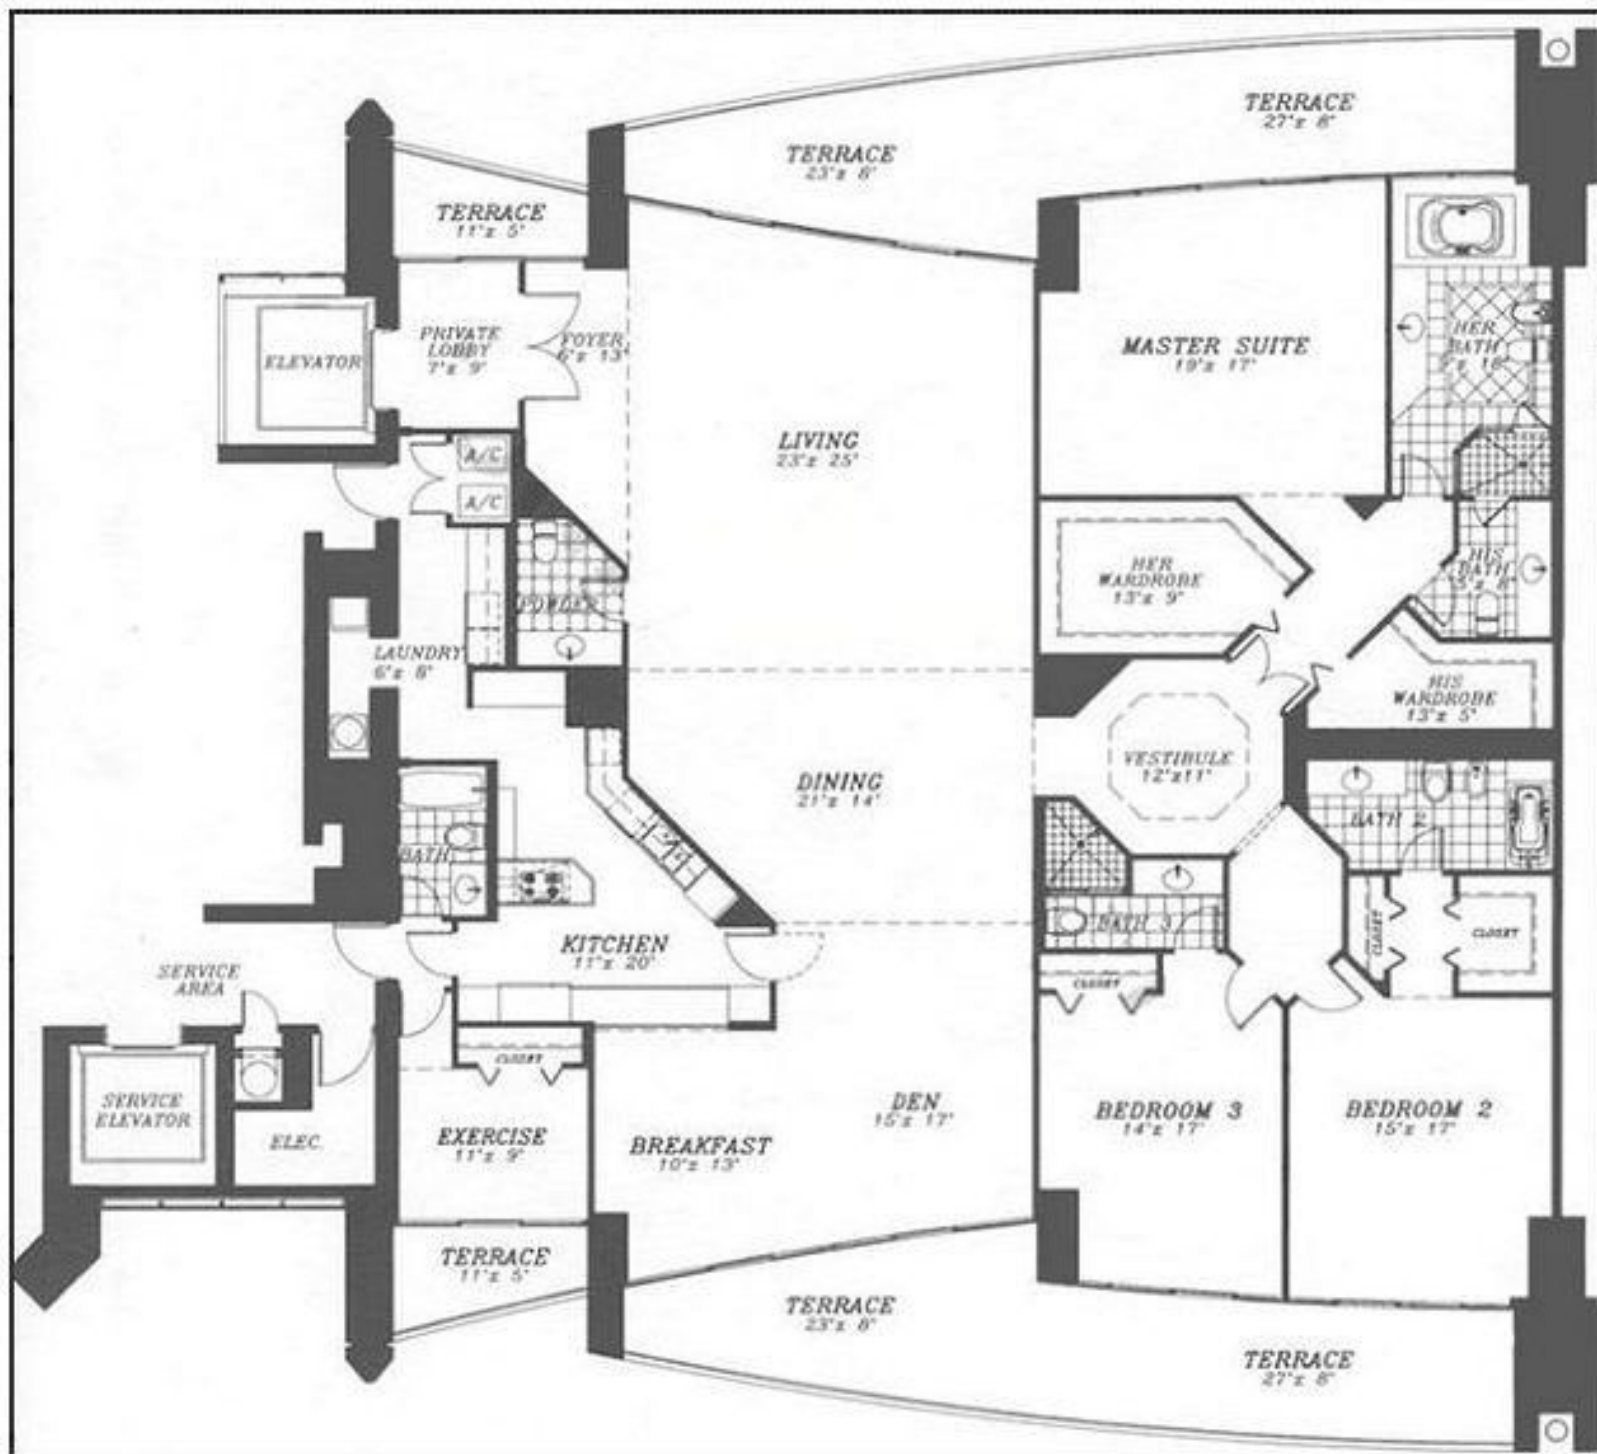 TERRACE
27'x 8'
TERRACE
23'x 8'
TERRACE
11'x 5'
ELEVATOR
PRIVATE
LOBBY
7'x 9'
FOYER
6'x 13'
MASTER SUITE
19'x 17'
HER
BATH
LIVING
23'x 25'
A/C
A/C
HER
WARDROBE
13'x 9'
HIS
BATH
5'x 8'
POWDER
LAUNDRY
6'x 8'
HIS
WARDROBE
13'x 5'
VESTIBULE
12'x11'
DINING
21'x 14'
BATH 2
BATH
BATH 3
CLOSET
CLOSET
KITCHEN
11'x 20'
SERVICE
AREA
CLOSET
CLOSET
SERVICE
ELEVATOR
ELEC.
EXERCISE
11'x 9'
BREAKFAST
10'x 13'
DEN
15'x 17'
BEDROOM 3
14'x 17'
BEDROOM 2
15'x 17'
TERRACE
11'x 5'
TERRACE
23'x 8'
TERRACE
27'x 8'